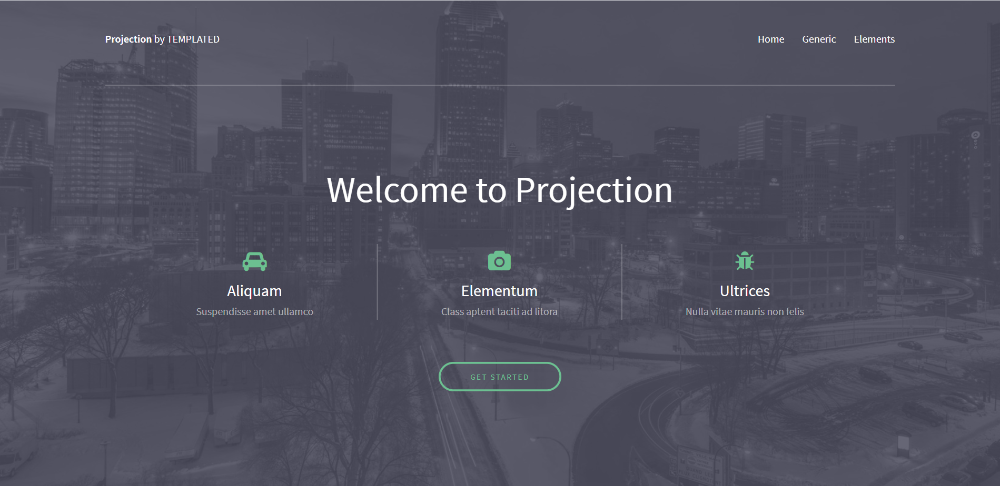 Projection by TEMPLATED
Home Generic Elements
Welcome to Projection
Aliquam
Suspendisse amet ullamco
Elementum
Class aptent taciti ad litora
Ultrices
Nulla vitae mauris non felis
GET STARTED